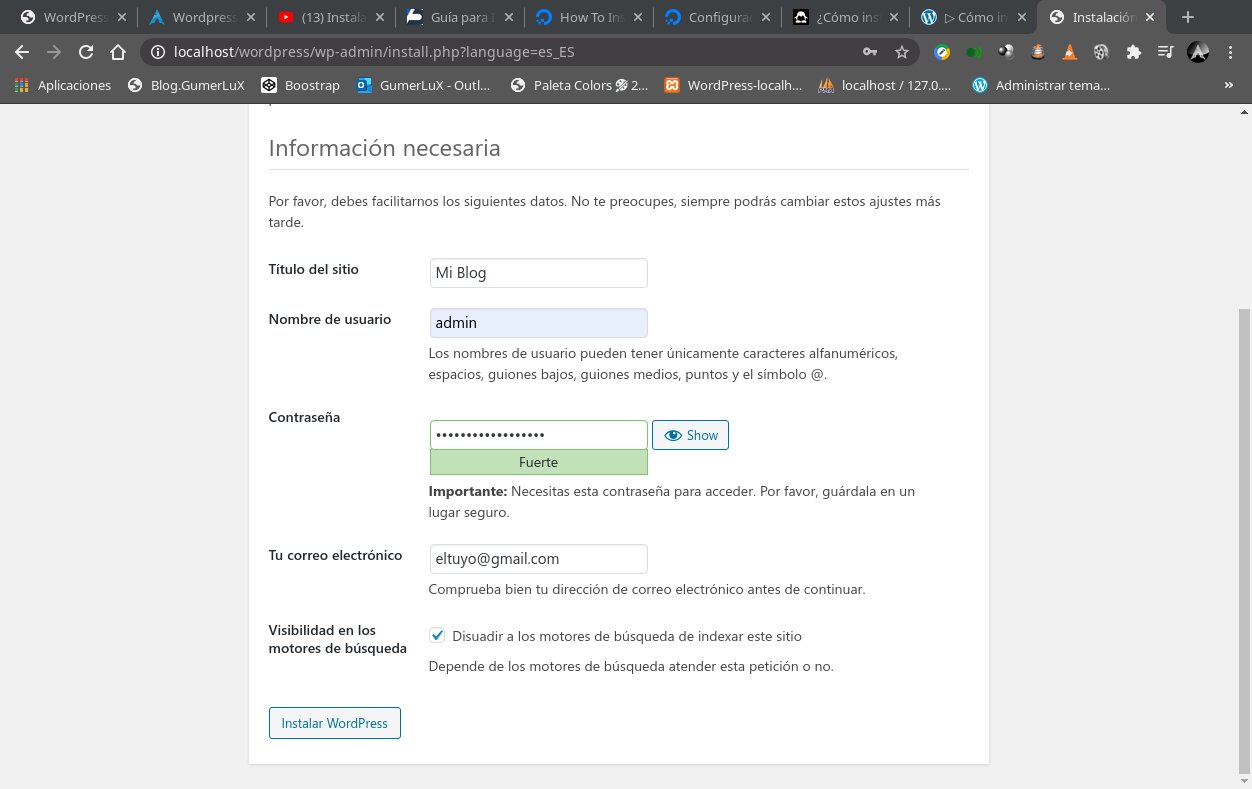 WordPress
Wordpress
(13) Instala
Guía para I
How To Ins
Configurac
¿Cómo ins
▷ Cómo in
Instalación
localhost/wordpress/wp-admin/install.php?language=es_ES
Aplicaciones
Blog.GumerLuX
Boostrap
GumerLuX - Outl...
Paleta Colors 2...
WordPress-localh...
localhost / 127.0....
Administrar tema...
»
Información necesaria
Por favor, debes facilitarnos los siguientes datos. No te preocupes, siempre podrás cambiar estos ajustes más
tarde.
Título del sitio
Mi Blog
Nombre de usuario
admin
Los nombres de usuario pueden tener únicamente caracteres alfanuméricos,
espacios, guiones bajos, guiones medios, puntos y el símbolo @.
Contraseña
••••••••••••••••••
Show
Fuerte
Importante: Necesitas esta contraseña para acceder. Por favor, guárdala en un
lugar seguro.
Tu correo electrónico
eltuyo@gmail.com
Comprueba bien tu dirección de correo electrónico antes de continuar.
Visibilidad en los
motores de búsqueda
Disuadir a los motores de búsqueda de indexar este sitio
Depende de los motores de búsqueda atender esta petición o no.
Instalar WordPress